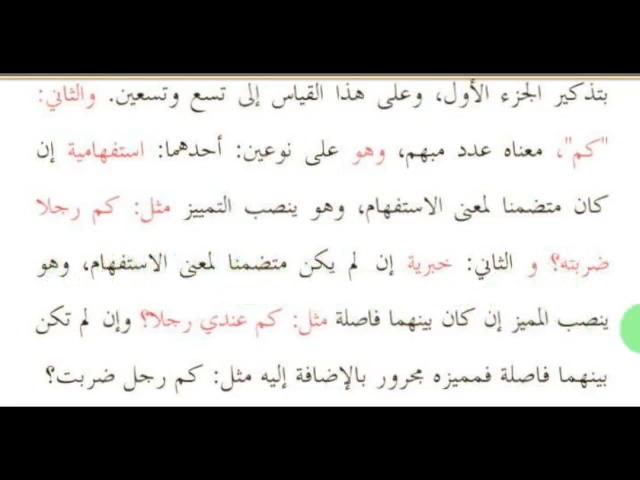 بتذكير الجزء الأول، وعلى هذا القياس إلى تسع وتسعين. والثاني:
"كم"، معناه عدد مبهم، وهو على نوعين: أحدهما: استفهامية إن
كان متضمنا لمعنى الاستفهام، وهو ينصب التمييز مثل: كم رجلا
ضربته؟ و الثاني: خبرية إن لم يكن متضمنا لمعنى الاستفهام، وهو
ينصب المميز إن كان بينهما فاصلة مثل: كم عندي رجلا؟ وإن لم تكن
بينهما فاصلة فمميزه مجرور بالإضافة إليه مثل: كم رجل ضربت؟